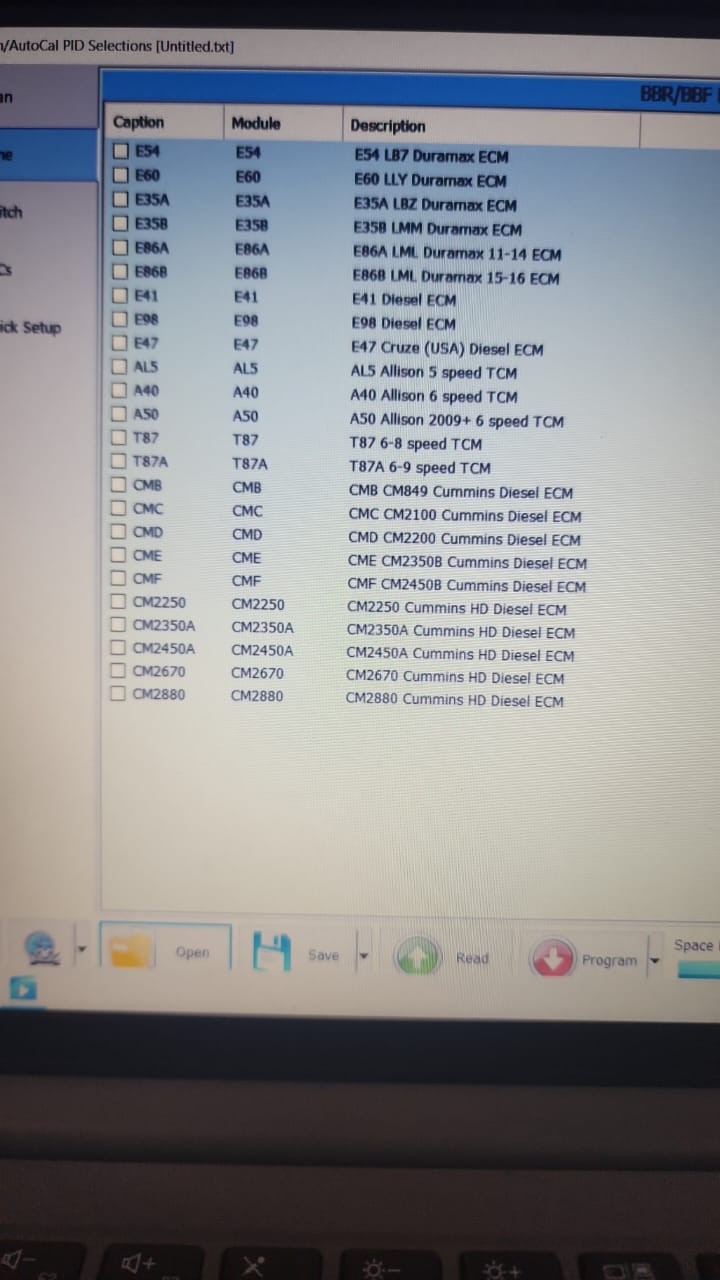 n/AutoCal PID Selections [Untitled.txt]
BBR/BBF
an
ne
itch
Cs
ick Setup
Caption Module Description
E54 E54 E54 LB7 Duramax ECM
E60 E60 E60 LLY Duramax ECM
E35A E35A E35A LBZ Duramax ECM
E35B E35B E35B LMM Duramax ECM
E86A E86A E86A LML Duramax 11-14 ECM
E86B E86B E86B LML Duramax 15-16 ECM
E41 E41 E41 Diesel ECM
E98 E98 E98 Diesel ECM
E47 E47 E47 Cruze (USA) Diesel ECM
AL5 AL5 AL5 Allison 5 speed TCM
A40 A40 A40 Allison 6 speed TCM
A50 A50 A50 Allison 2009+ 6 speed TCM
T87 T87 T87 6-8 speed TCM
T87A T87A T87A 6-9 speed TCM
CMB CMB CMB CM849 Cummins Diesel ECM
CMC CMC CMC CM2100 Cummins Diesel ECM
CMD CMD CMD CM2200 Cummins Diesel ECM
CME CME CME CM2350B Cummins Diesel ECM
CMF CMF CMF CM2450B Cummins Diesel ECM
CM2250 CM2250 CM2250 Cummins HD Diesel ECM
CM2350A CM2350A CM2350A Cummins HD Diesel ECM
CM2450A CM2450A CM2450A Cummins HD Diesel ECM
CM2670 CM2670 CM2670 Cummins HD Diesel ECM
CM2880 CM2880 CM2880 Cummins HD Diesel ECM
Open Save Read Program Space